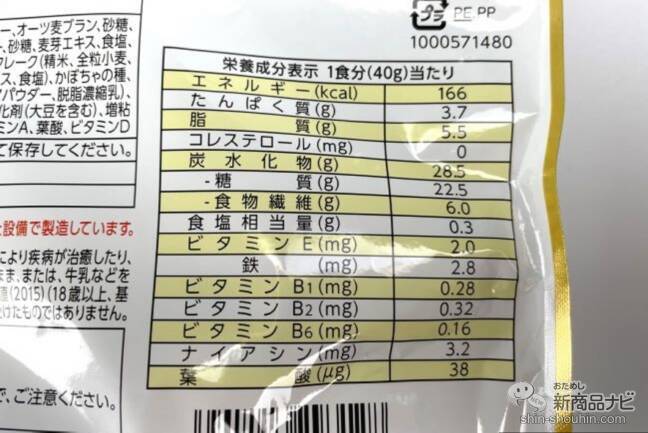 ー、オーツ麦ブラン、砂糖、
、砂糖、麦芽エキス、食塩、
フレーク(精米、全粒小麦、
ス、食塩)、かぼちゃの種、
パウダー、脱脂濃縮乳)、
化剤(大豆を含む)、増粘
ミンA、葉酸、ビタミンD
て保存してください。
設備で製造しています。
により疾病が治癒したり、
まま、または、牛乳などを
(2015)(18歳以上、基
けたものではありません。
で、ご注意ください。
プラ PE,PP
1000571480
栄養成分表示 1食分(40g)当たり
エネルギー(kcal) 166
たんぱく質(g) 3.7
脂質(g) 5.5
コレステロール(mg) 0
炭水化物(g) 28.5
-糖質(g) 22.5
-食物繊維(g) 6.0
食塩相当量(g) 0.3
ビタミンE(mg) 2.0
鉄(mg) 2.8
ビタミンB1(mg) 0.28
ビタミンB2(mg) 0.32
ビタミンB6(mg) 0.16
ナイアシン(mg) 3.2
葉酸(μg) 38
おためし
NEW
新商品ナビ
shin-shouhin.com